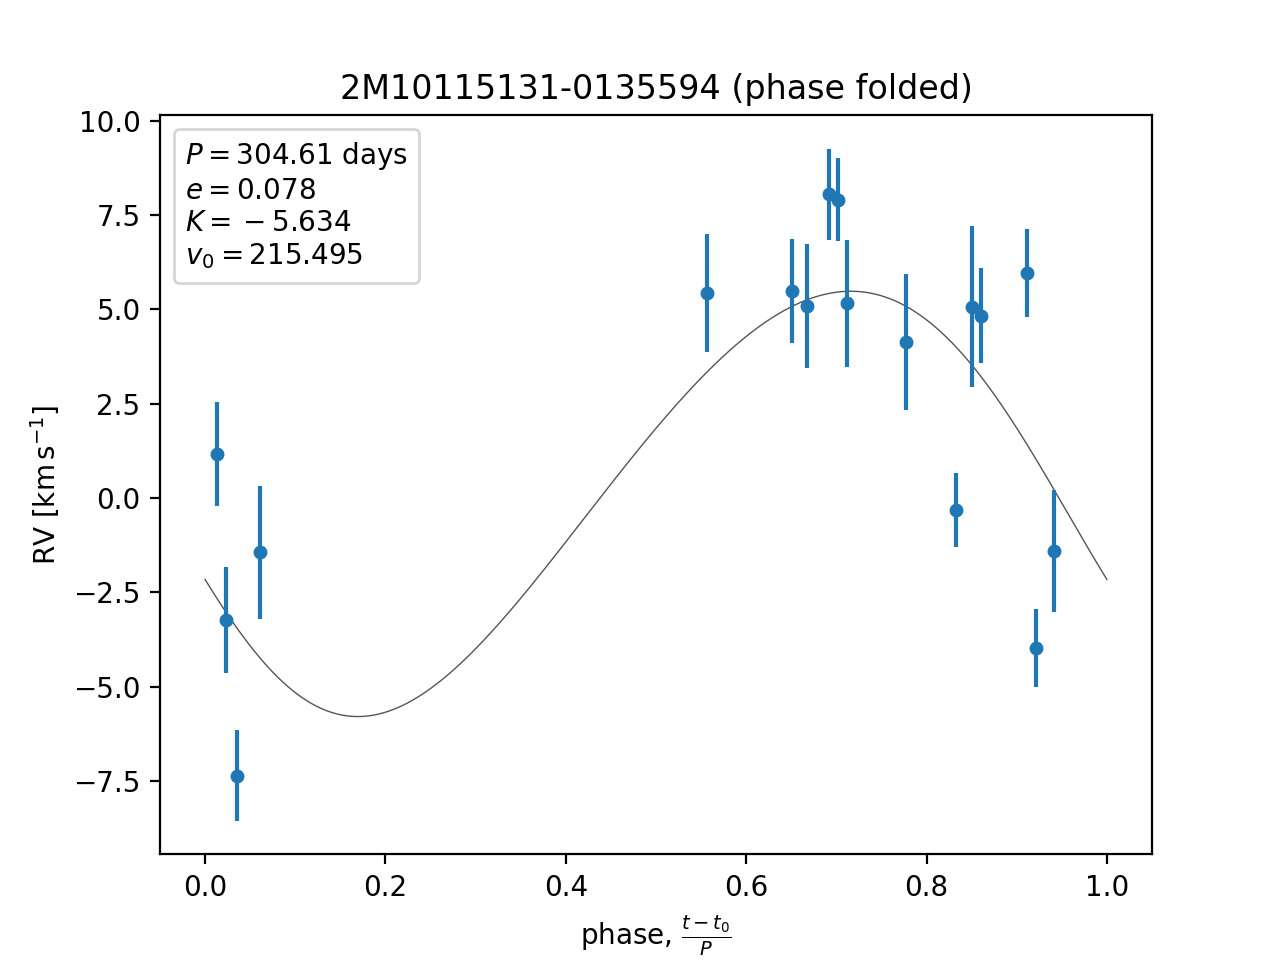 2M10115131-0135594 (phase folded)
P = 304.61 days
e = 0.078
K = −5.634
v₀ = 215.495
10.0
7.5
5.0
2.5
0.0
−2.5
−5.0
−7.5
RV [km s⁻¹]
0.0 0.2 0.4 0.6 0.8 1.0
phase, (t − t₀)/P